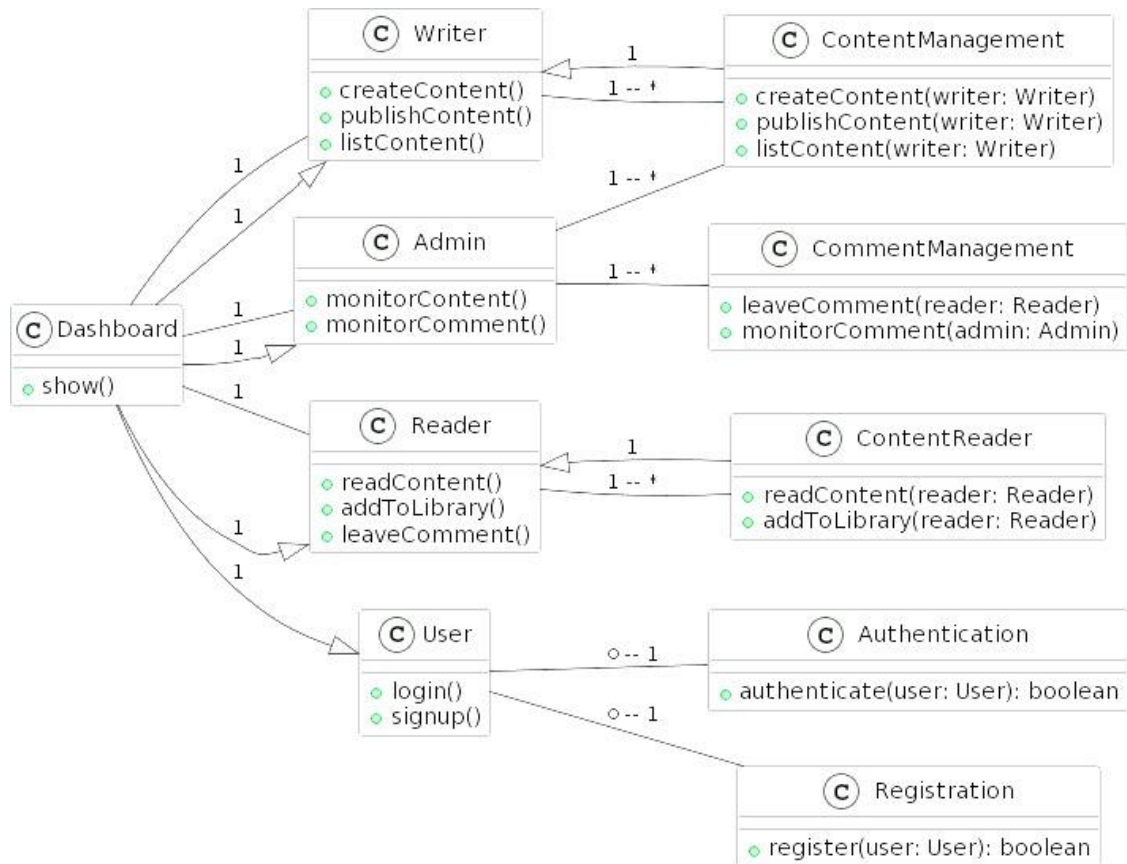 C Writer
createContent()
publishContent()
listContent()
C ContentManagement
createContent(writer: Writer)
publishContent(writer: Writer)
listContent(writer: Writer)
1
1 -- *
1
1
1 -- *
C Admin
monitorContent()
monitorComment()
C CommentManagement
leaveComment(reader: Reader)
monitorComment(admin: Admin)
1 -- *
C Dashboard
show()
1
1
1
C Reader
readContent()
addToLibrary()
leaveComment()
C ContentReader
readContent(reader: Reader)
addToLibrary(reader: Reader)
1
1 -- *
1
1
C User
login()
signup()
C Authentication
authenticate(user: User): boolean
o -- 1
o -- 1
C Registration
register(user: User): boolean